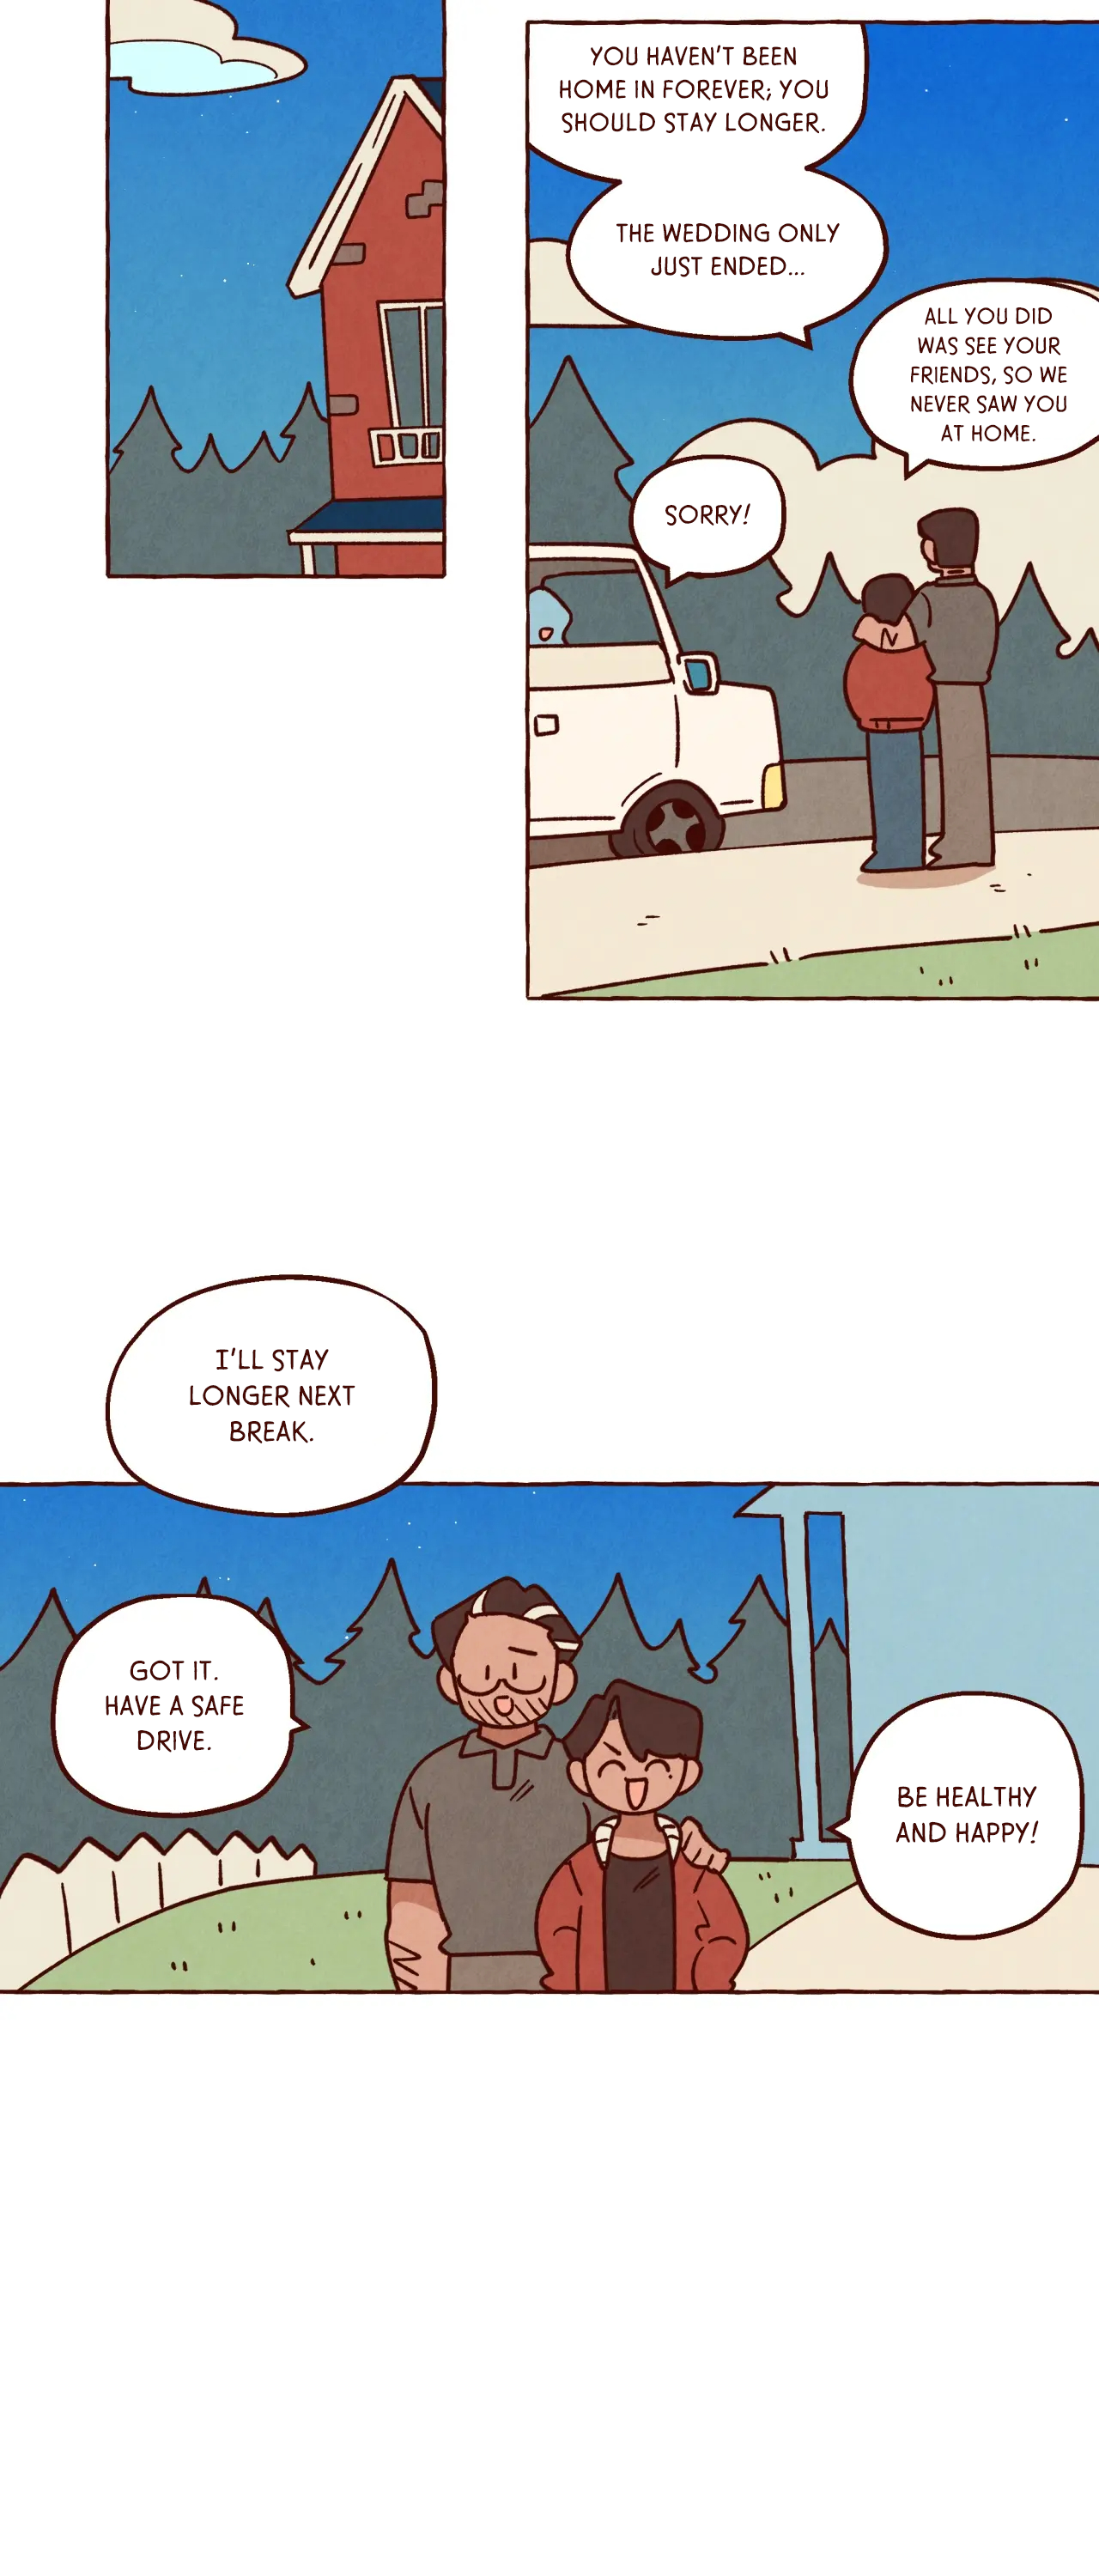 YOU HAVEN'T BEEN
HOME IN FOREVER; YOU
SHOULD STAY LONGER.
THE WEDDING ONLY
JUST ENDED...
ALL YOU DID
WAS SEE YOUR
FRIENDS, SO WE
NEVER SAW YOU
AT HOME.
SORRY!
I'LL STAY
LONGER NEXT
BREAK.
GOT IT.
HAVE A SAFE
DRIVE.
BE HEALTHY
AND HAPPY!